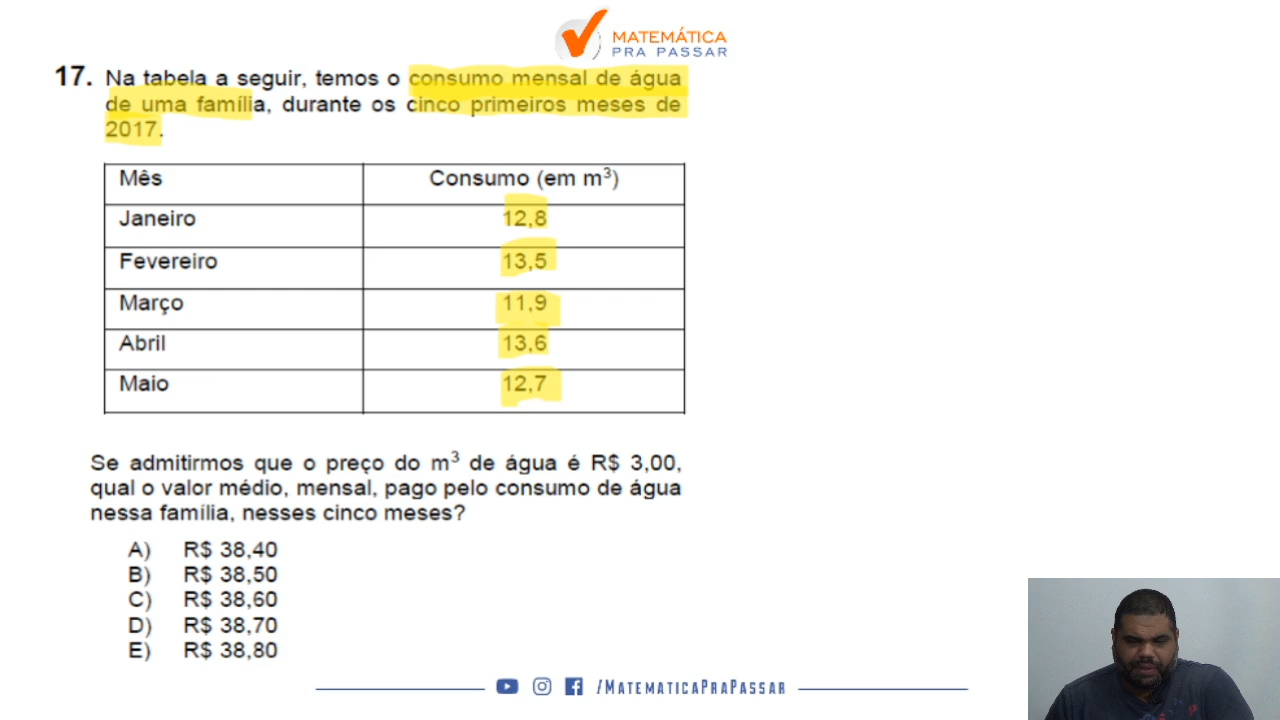 MATEMÁTICA
PRA PASSAR
17. Na tabela a seguir, temos o consumo mensal de água
de uma família, durante os cinco primeiros meses de
2017.
Mês Consumo (em m³)
Janeiro 12,8
Fevereiro 13,5
Março 11,9
Abril 13,6
Maio 12,7
Se admitirmos que o preço do m³ de água é R$ 3,00,
qual o valor médio, mensal, pago pelo consumo de água
nessa família, nesses cinco meses?
A) R$ 38,40
B) R$ 38,50
C) R$ 38,60
D) R$ 38,70
E) R$ 38,80
/MATEMATICAPRAPASSAR